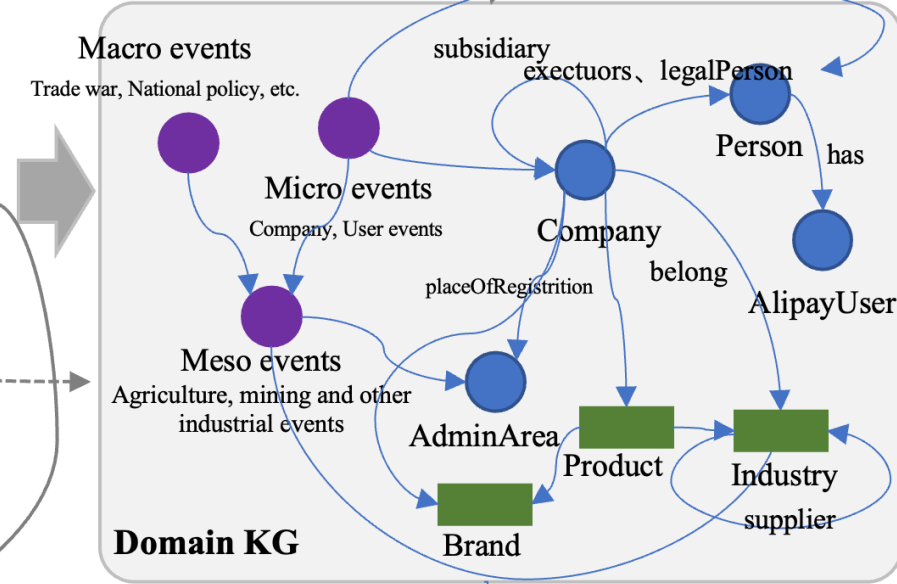 Macro events
Trade war, National policy, etc.
subsidiary
exectuors、legalPerson
Person
has
Micro events
Company, User events
Company
belong
placeOfRegistrition
AlipayUser
Meso events
Agriculture, mining and other
industrial events
AdminArea
Product
Industry
supplier
Brand
Domain KG